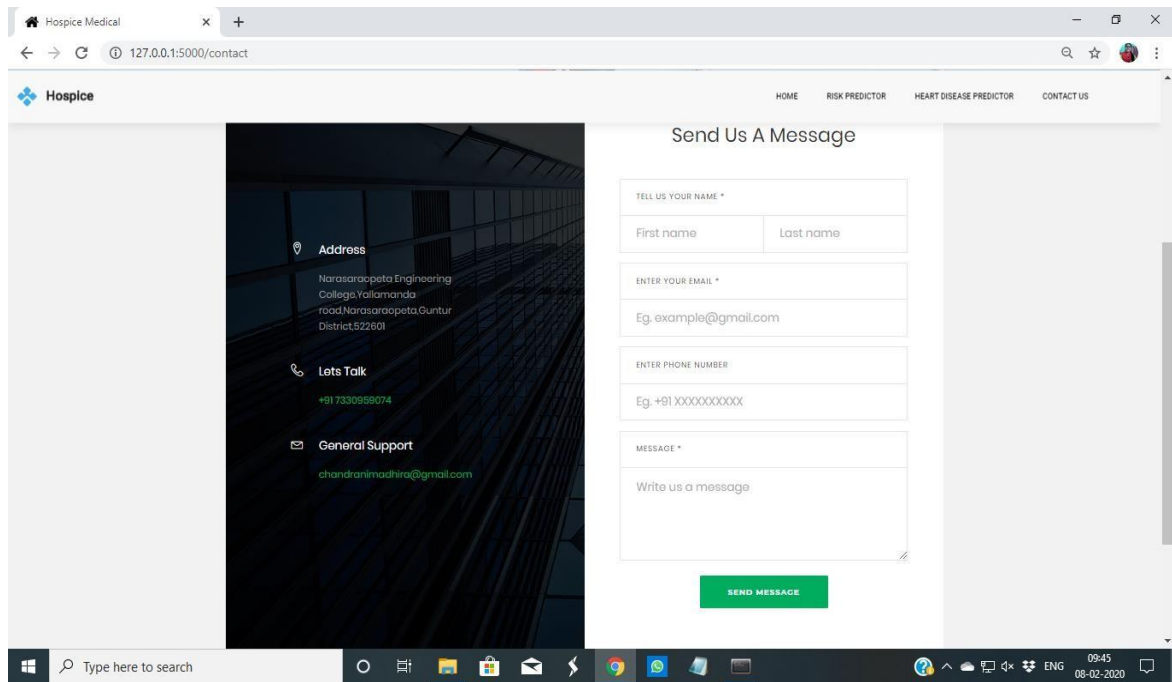 Hospice Medical
127.0.0.1:5000/contact
Hospice
HOME RISK PREDICTOR HEART DISEASE PREDICTOR CONTACT US
Send Us A Message
TELL US YOUR NAME *
First name Last name
ENTER YOUR EMAIL *
Eg. example@gmail.com
ENTER PHONE NUMBER
Eg. +91 XXXXXXXXXX
MESSAGE *
Write us a message
SEND MESSAGE
Address
Narasaraopeta Engineering
College,Yallamanda
road,Narasaraopeta,Guntur
District,522601
Lets Talk
+91 7330959074
General Support
chandranimadhira@gmail.com
Type here to search
ENG
09:45
08-02-2020